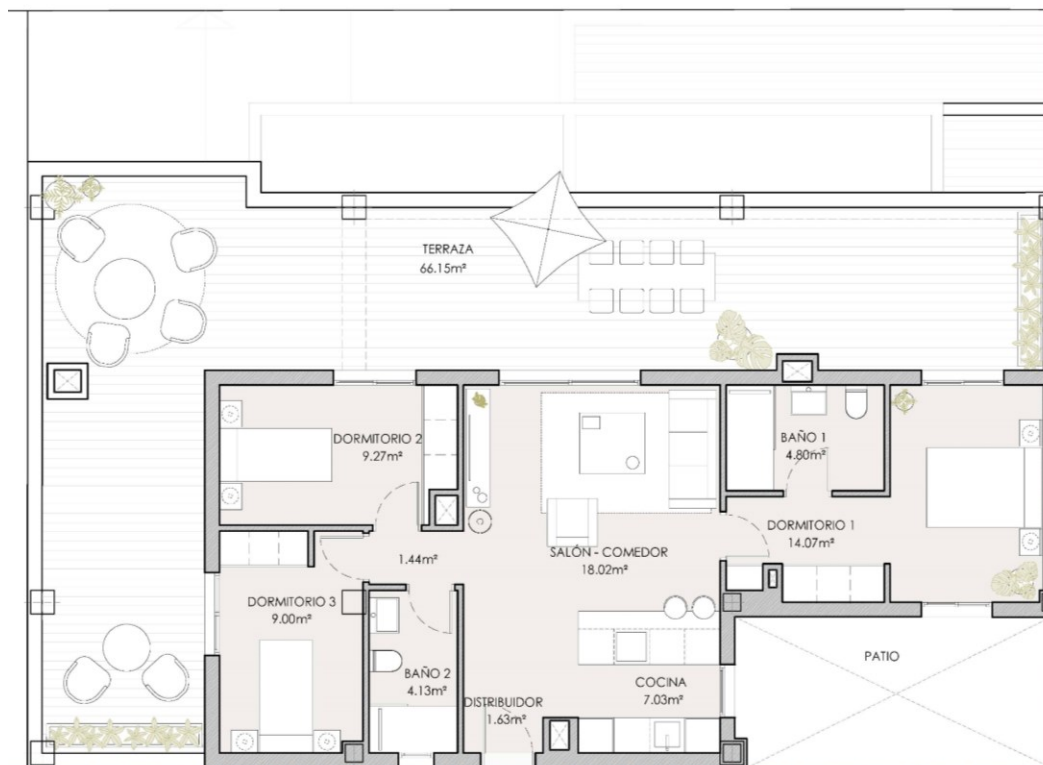 TERRAZA
66.15m²
DORMITORIO 2
9.27m²
BAÑO 1
4.80m²
DORMITORIO 1
14.07m²
1.44m²
SALÓN - COMEDOR
18.02m²
DORMITORIO 3
9.00m²
BAÑO 2
4.13m²
DISTRIBUIDOR
1.63m²
COCINA
7.03m²
PATIO